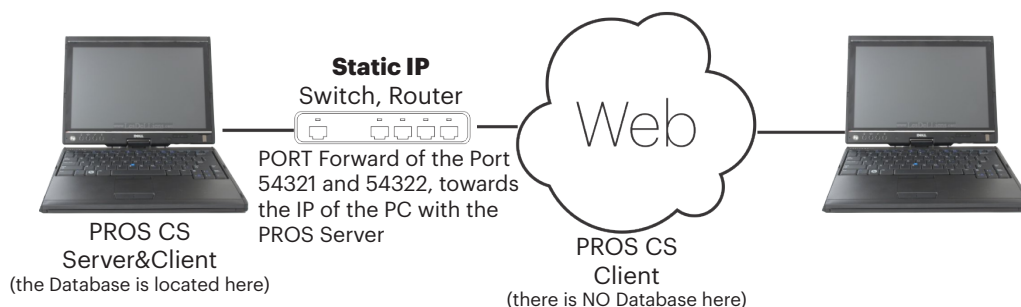 Static IP
Switch, Router
PORT Forward of the Port
54321 and 54322, towards
the IP of the PC with the
PROS Server
Web
PROS CS
Server&Client
(the Database is located here)
PROS CS
Client
(there is NO Database here)